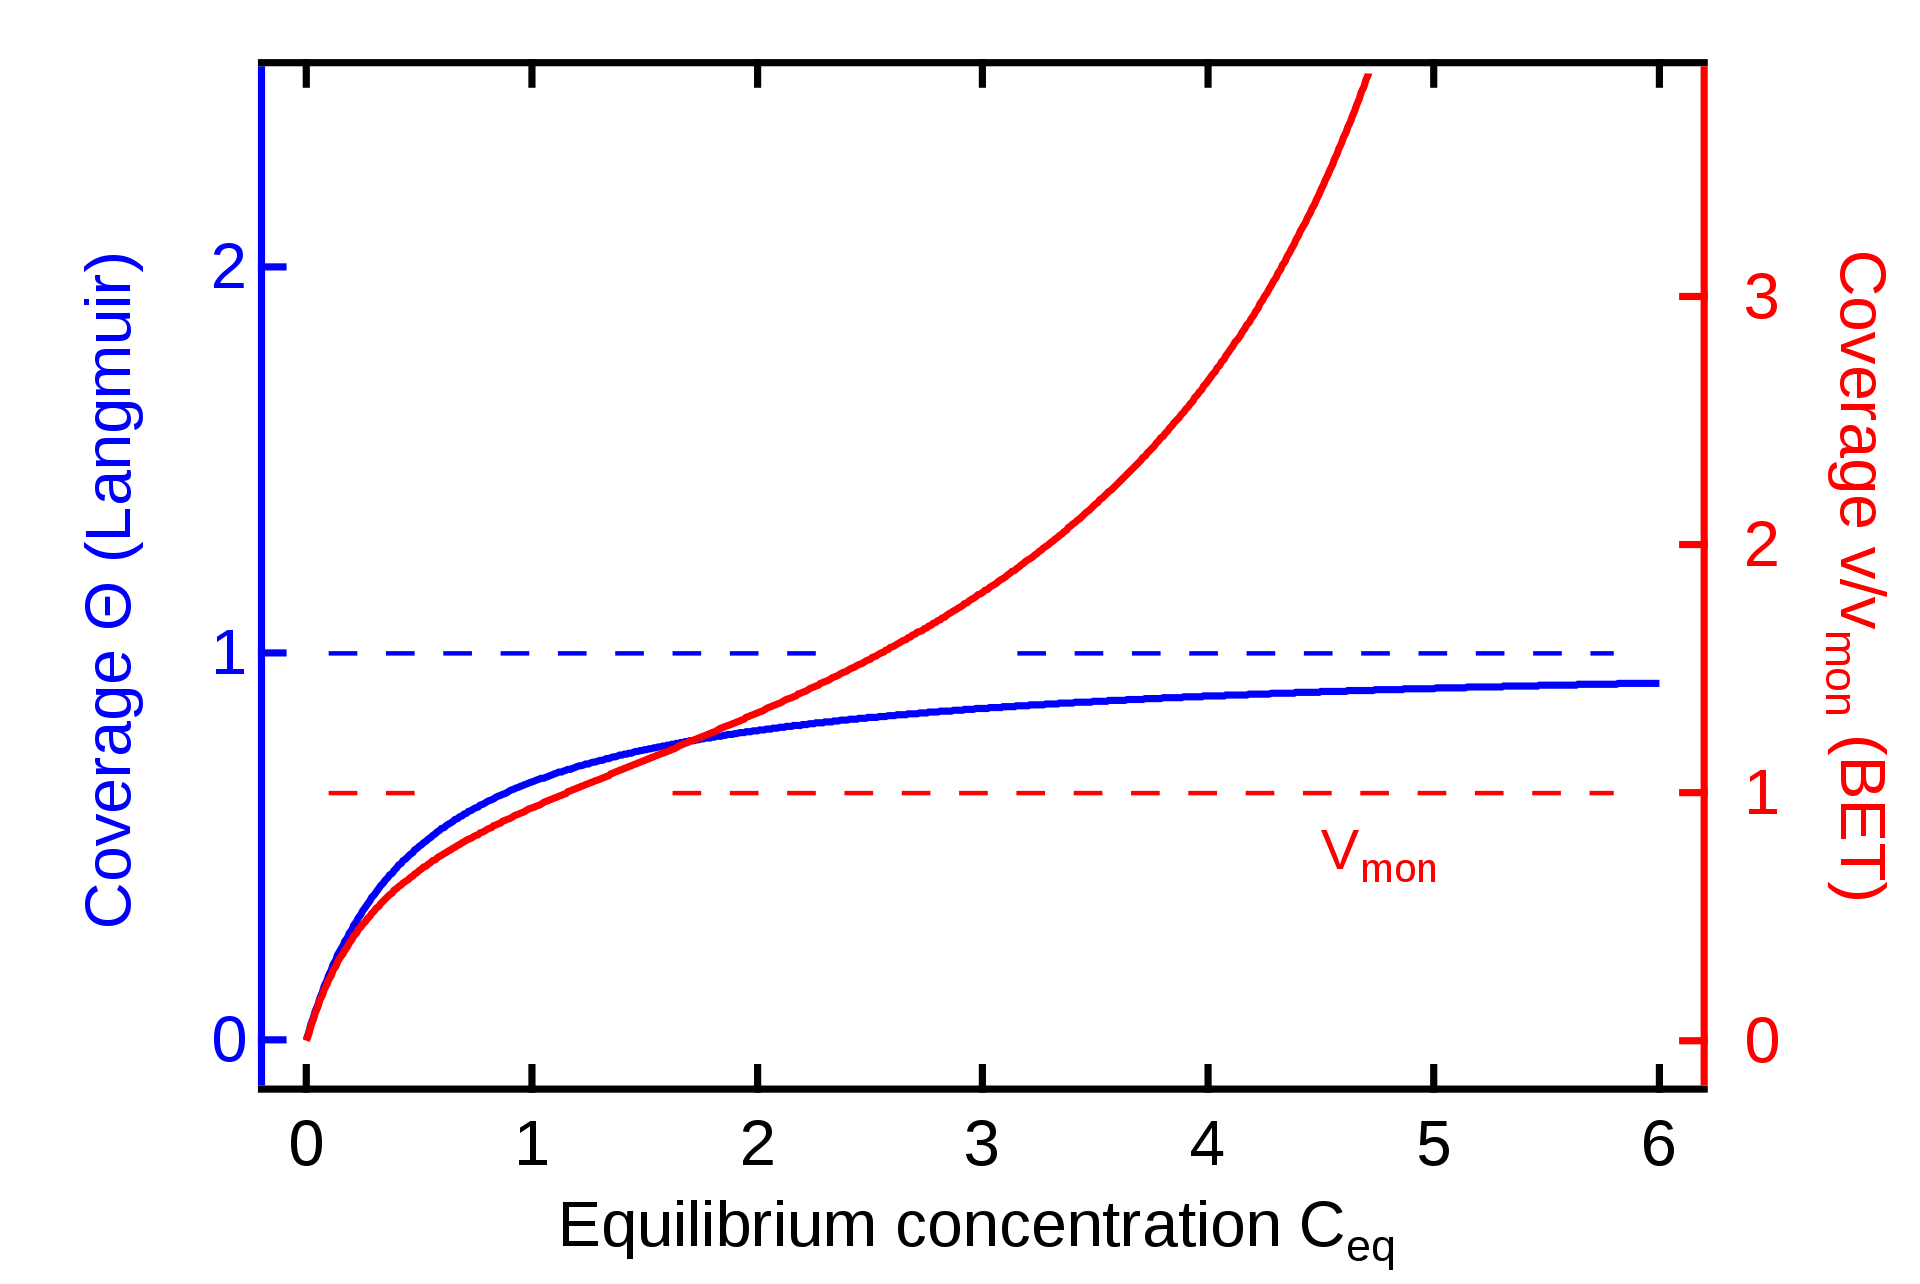 Coverage Θ (Langmuir)
2
1
0
Coverage v/vmon (BET)
3
2
1
0
Vmon
0 1 2 3 4 5 6
Equilibrium concentration Ceq